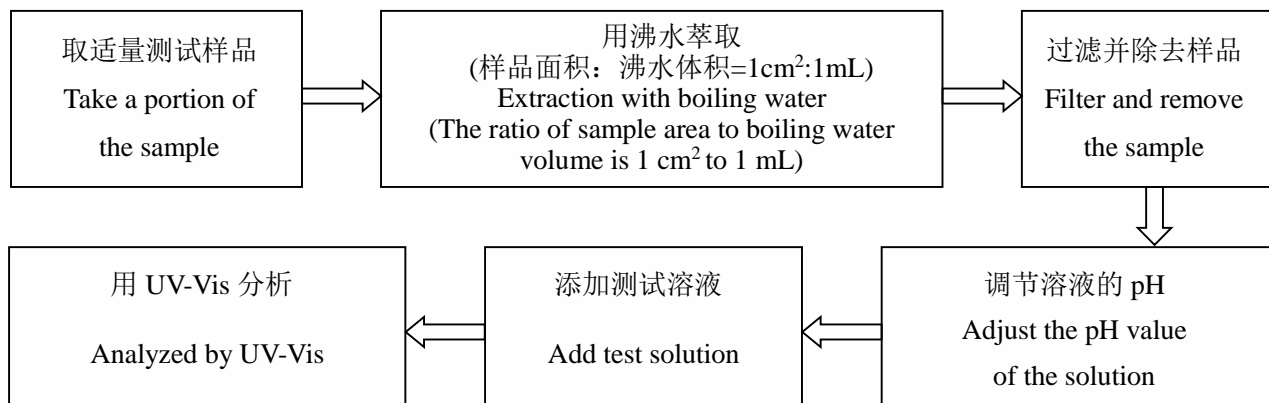 取适量测试样品
Take a portion of
the sample
用沸水萃取
(样品面积：沸水体积=1cm²:1mL)
Extraction with boiling water
(The ratio of sample area to boiling water
volume is 1 cm² to 1 mL)
过滤并除去样品
Filter and remove
the sample
调节溶液的 pH
Adjust the pH value
of the solution
添加测试溶液
Add test solution
用 UV-Vis 分析
Analyzed by UV-Vis